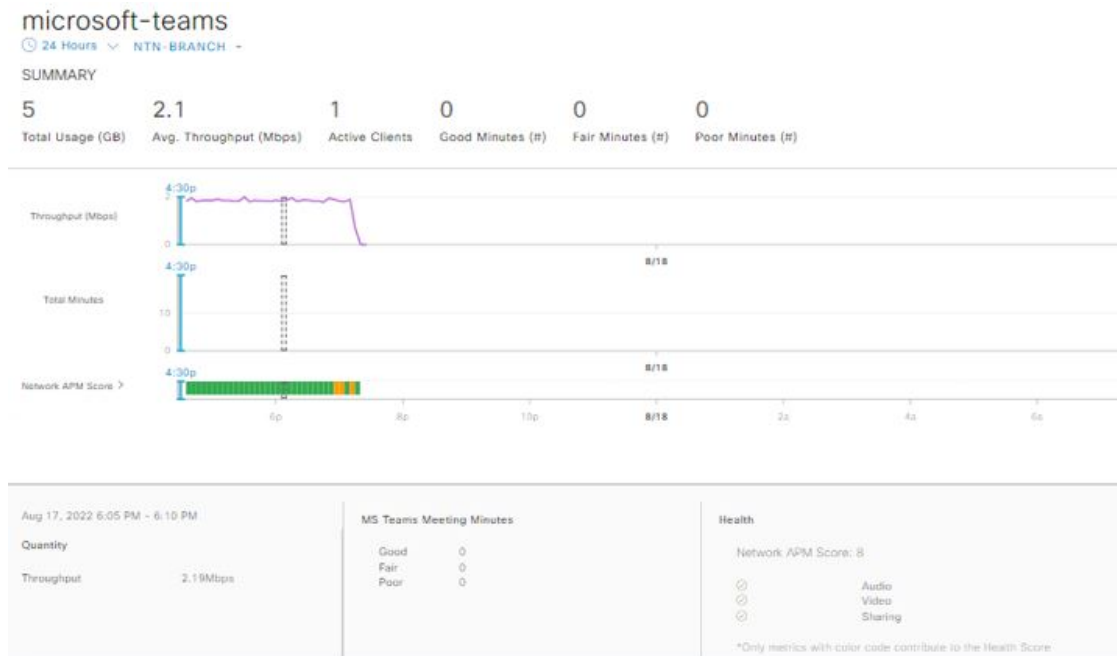 microsoft-teams
24 Hours NTN-BRANCH -
SUMMARY
5 2.1 1 0 0 0
Total Usage (GB) Avg. Throughput (Mbps) Active Clients Good Minutes (#) Fair Minutes (#) Poor Minutes (#)
4:30p
2
Throughput (Mbps)
0
8/18
4:30p
Total Minutes
10
0
8/18
4:30p
Network APM Score >
6p 8p 10p 8/18 2a 4a 6a
Aug 17, 2022 6:05 PM - 6:10 PM
Quantity
Throughput 2.19Mbps
MS Teams Meeting Minutes
Good 0
Fair 0
Poor 0
Health
Network APM Score: 8
Audio
Video
Sharing
*Only metrics with color code contribute to the Health Score